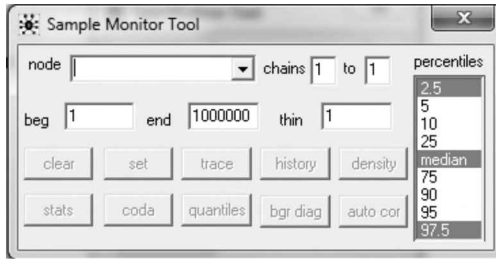 Sample Monitor Tool
x
node chains 1 to 1 percentiles
beg 1 end 1000000 thin 1
clear set trace history density
stats coda quantiles bgr diag auto cor
2.5
5
10
25
median
75
90
95
97.5